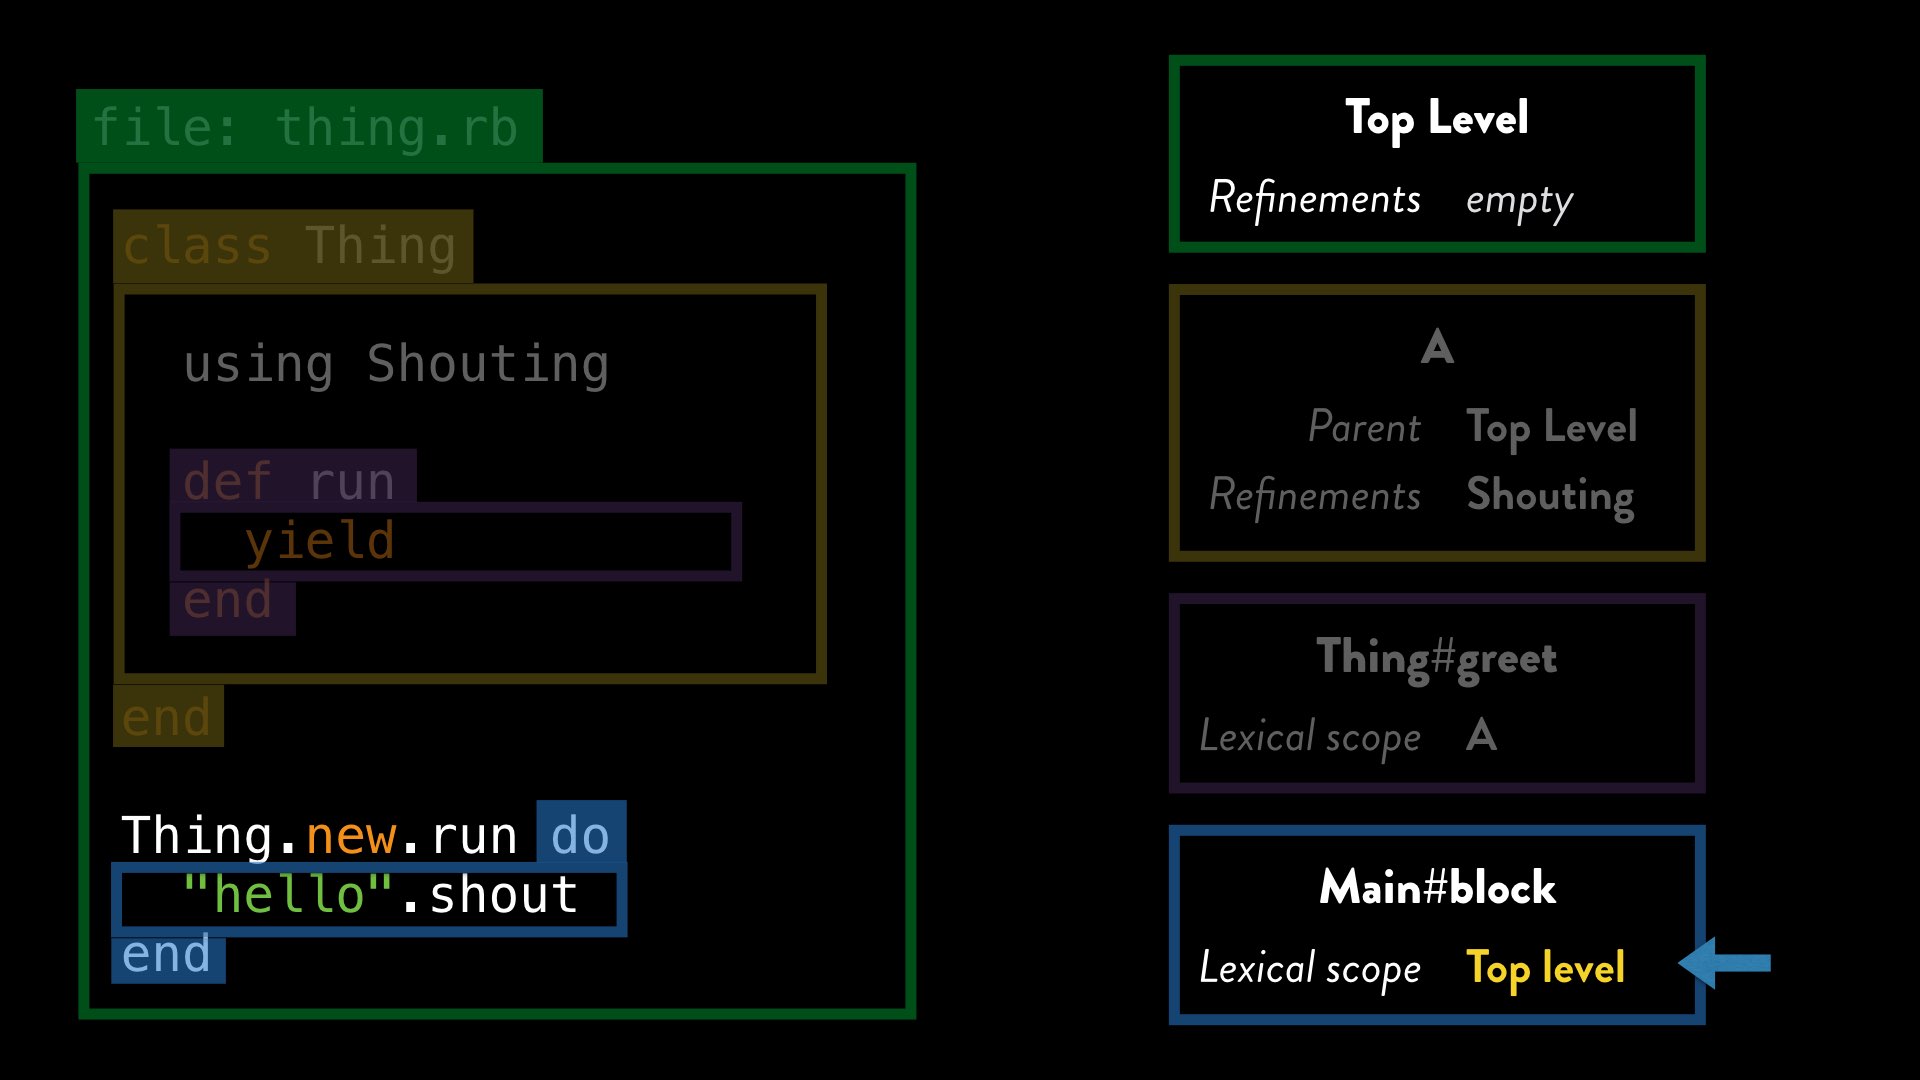 file: thing.rb
class Thing
using Shouting
def run
yield
end
end
Thing.new.run do
"hello".shout
end
Top Level
Refinements empty
A
Parent Top Level
Refinements Shouting
Thing#greet
Lexical scope A
Main#block
Lexical scope Top level